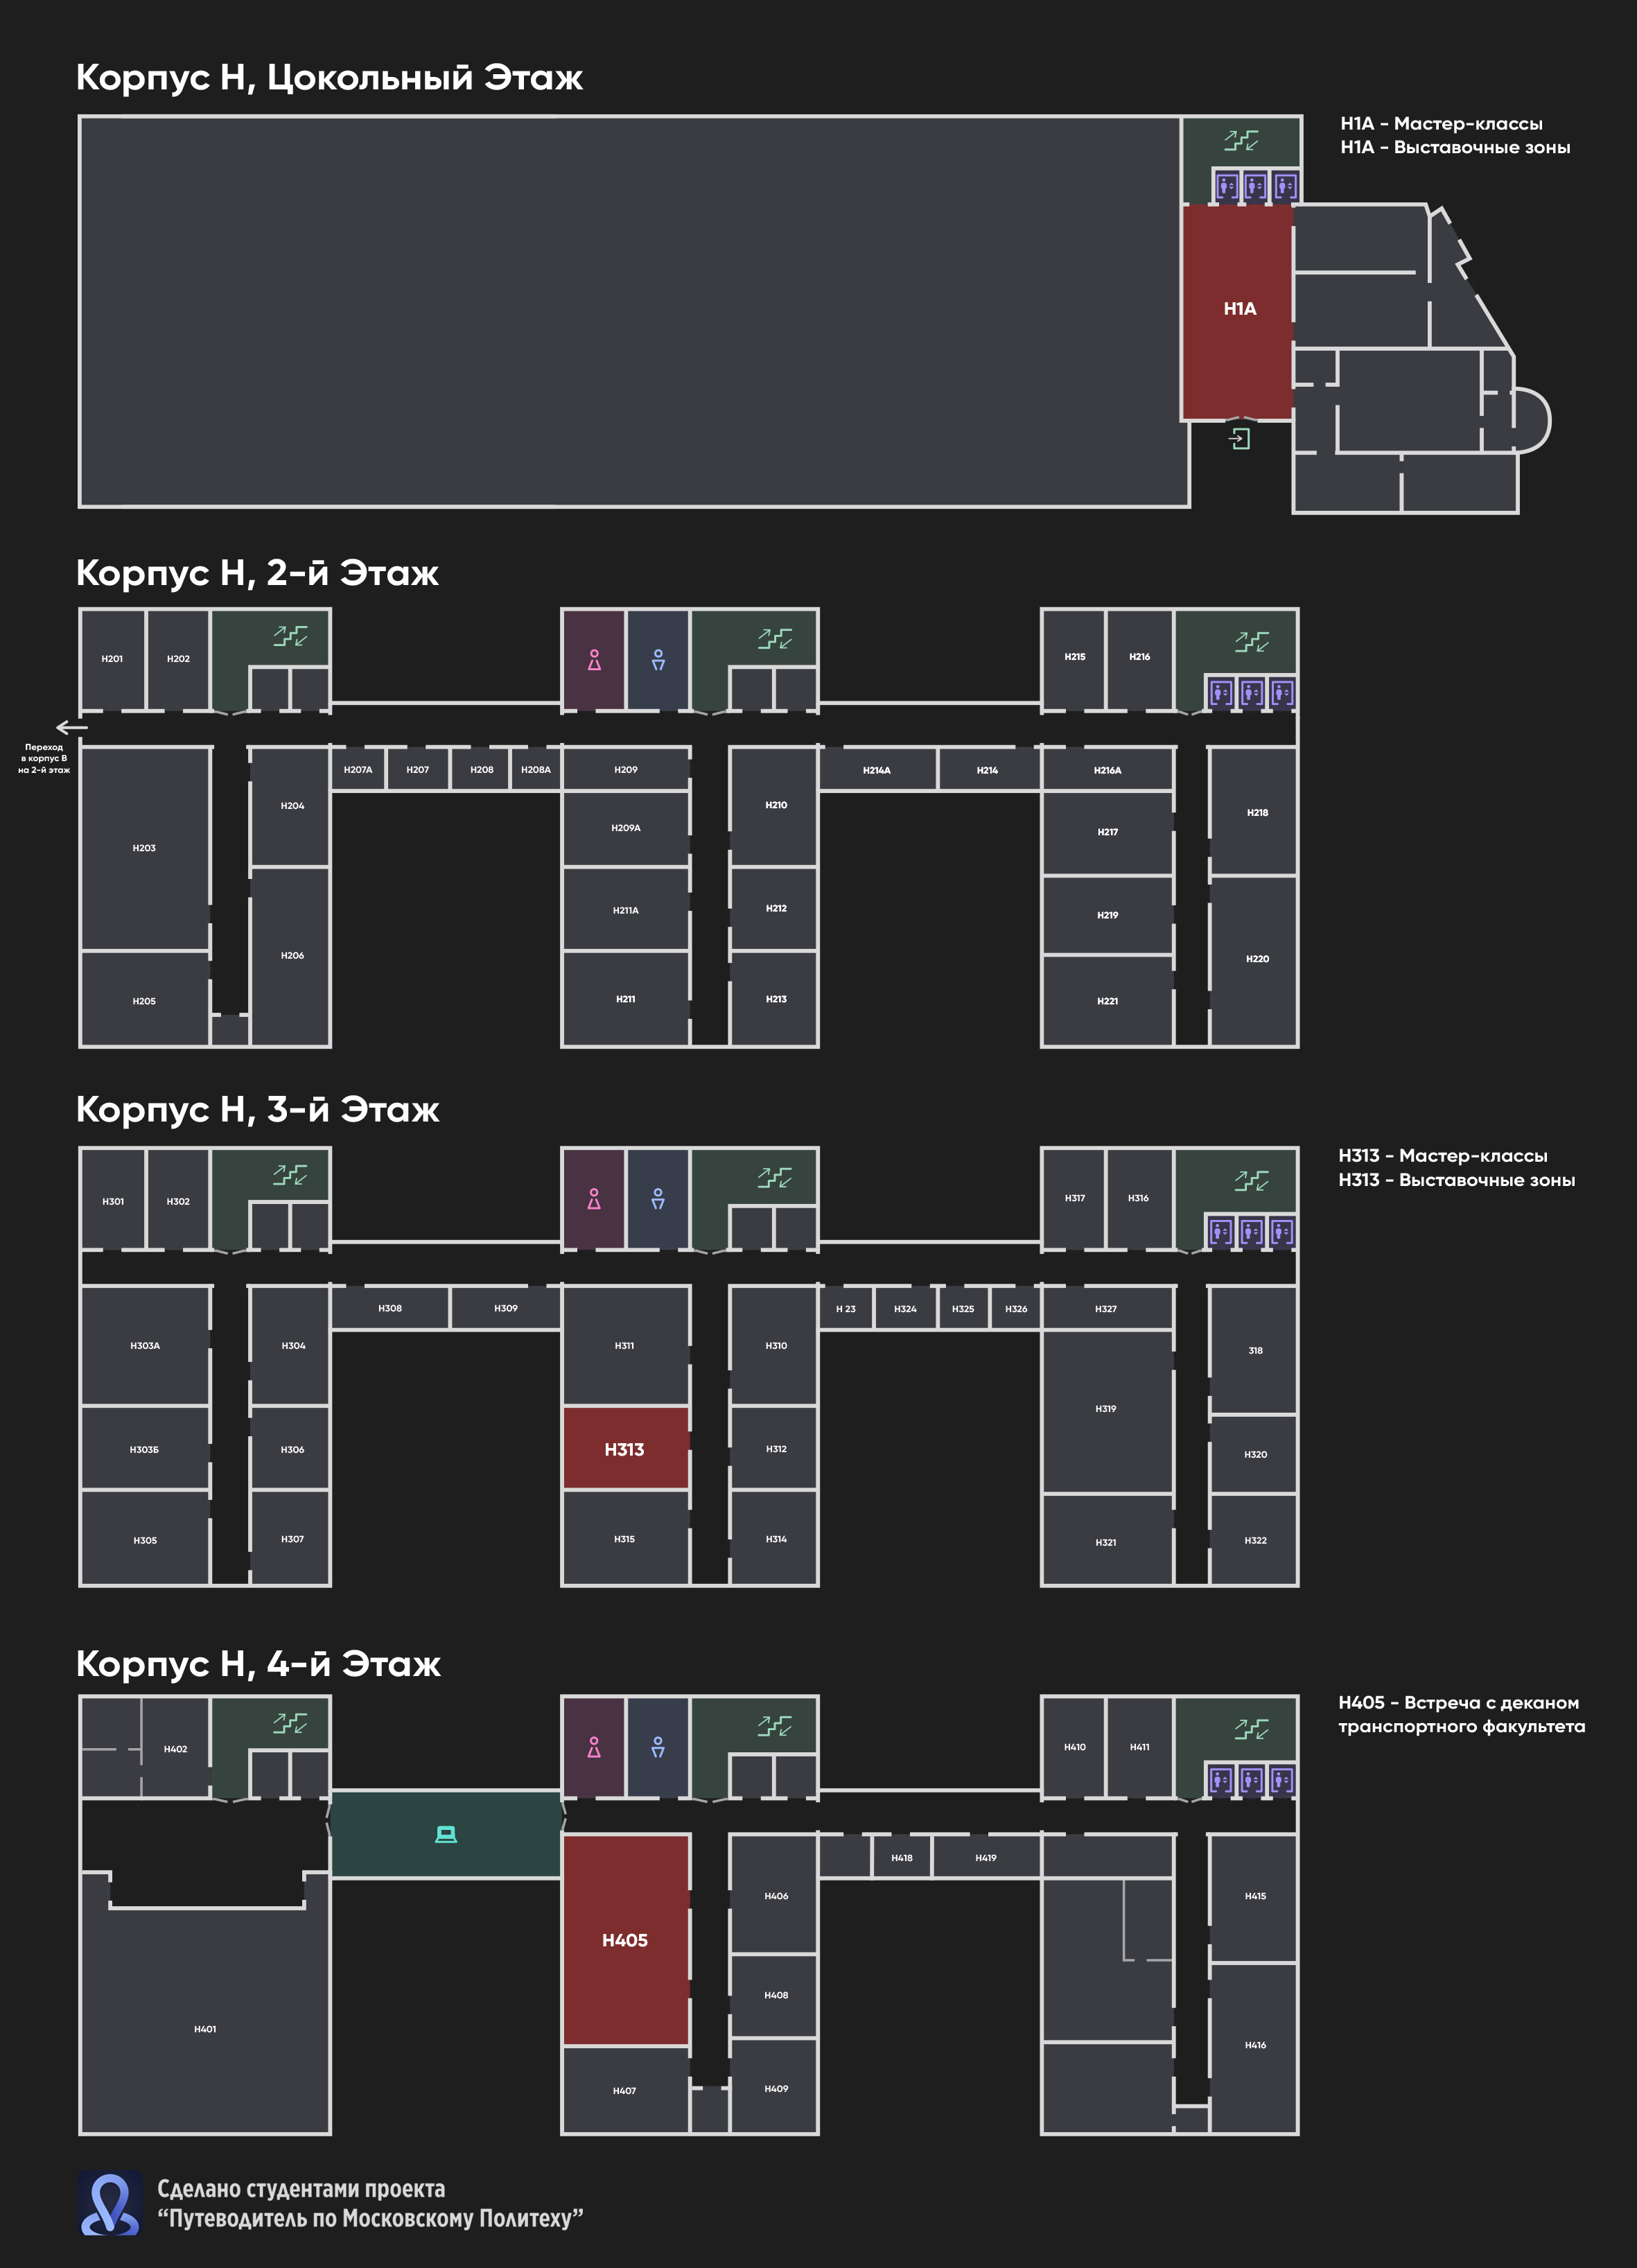 Корпус Н, Цокольный Этаж
Н1А - Мастер-классы
Н1А - Выставочные зоны
Н1А
Корпус Н, 2-й Этаж
Н201
Н202
Н215
Н216
Переход
в корпус В
на 2-й этаж
Н207А
Н207
Н208
Н208А
Н209
Н214А
Н214
Н216А
Н204
Н210
Н218
Н209А
Н217
Н203
Н211А
Н212
Н219
Н206
Н220
Н205
Н211
Н213
Н221
Корпус Н, 3-й Этаж
Н313 - Мастер-классы
Н313 - Выставочные зоны
Н301
Н302
Н317
Н316
Н308
Н309
Н 23
Н324
Н325
Н326
Н327
Н303А
Н304
Н311
Н310
318
Н319
Н303Б
Н306
Н313
Н312
Н320
Н305
Н307
Н315
Н314
Н321
Н322
Корпус Н, 4-й Этаж
Н405 - Встреча с деканом
транспортного факультета
Н402
Н410
Н411
Н418
Н419
Н406
Н415
Н405
Н408
Н401
Н416
Н407
Н409
Сделано студентами проекта
“Путеводитель по Московскому Политеху”